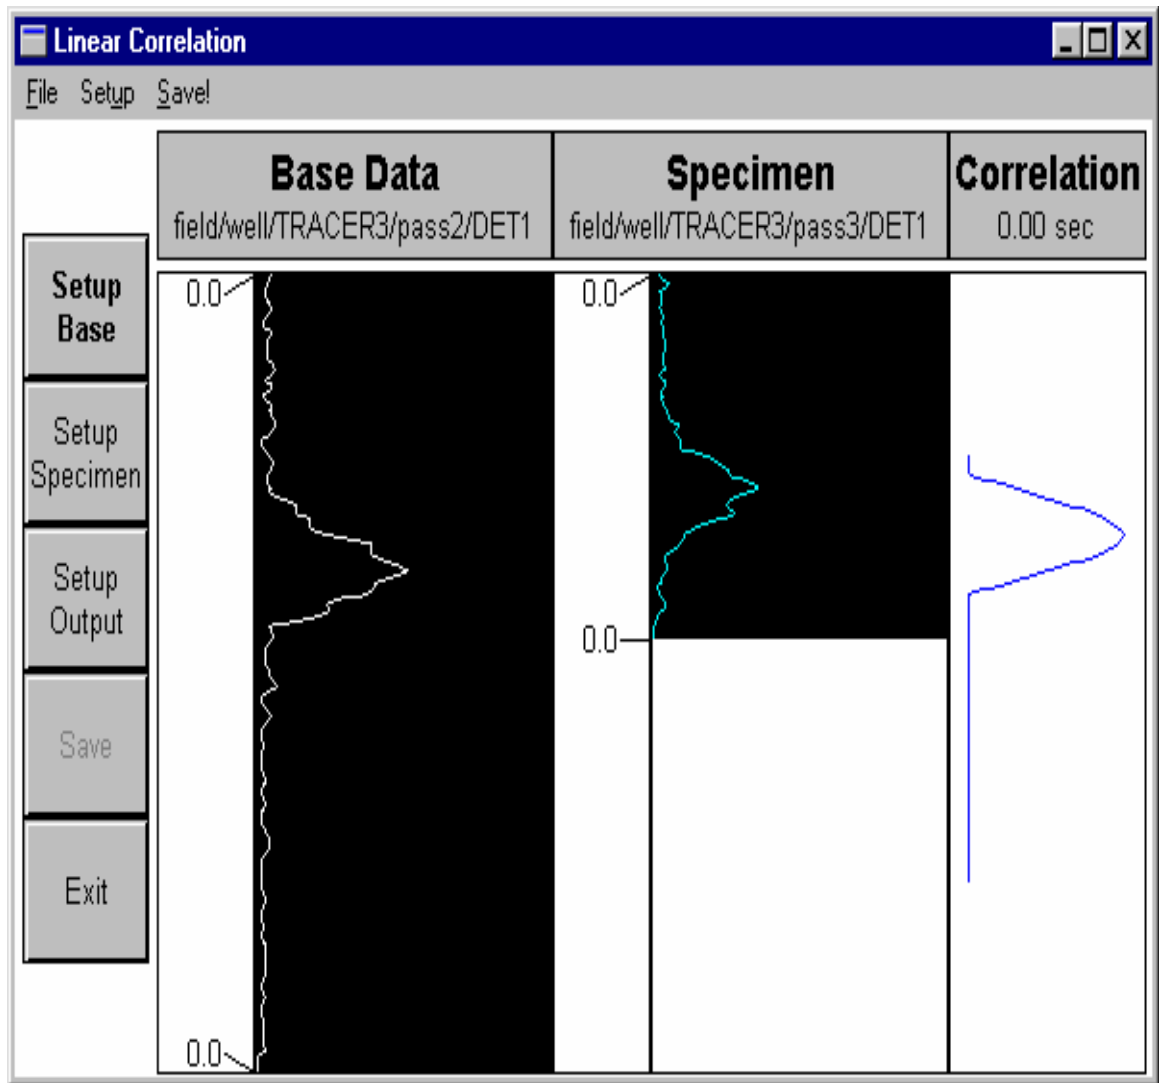 Linear Correlation
File Setup Save!
Base Data
field/well/TRACER3/pass2/DET1
Specimen
field/well/TRACER3/pass3/DET1
Correlation
0.00 sec
Setup
Base
Setup
Specimen
Setup
Output
Save
Exit
0.0
0.0
0.0
0.0